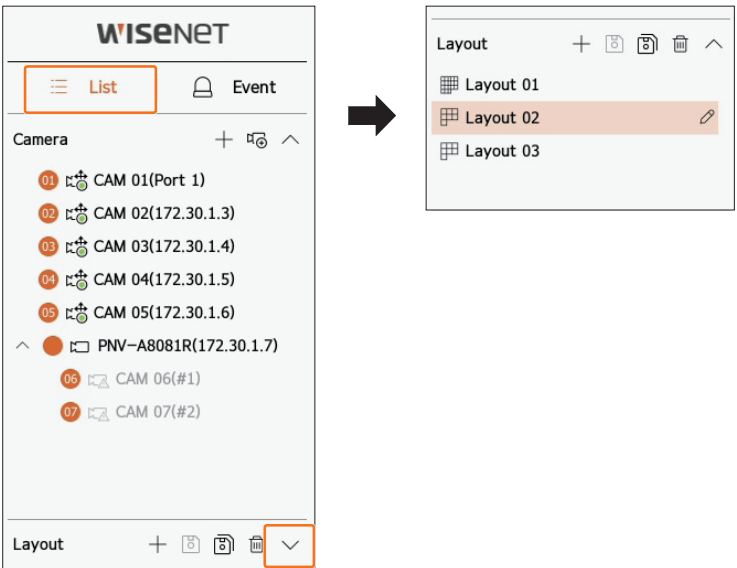 WISENET
List
Event
Camera
01 CAM 01(Port 1)
02 CAM 02(172.30.1.3)
03 CAM 03(172.30.1.4)
04 CAM 04(172.30.1.5)
05 CAM 05(172.30.1.6)
PNV-A8081R(172.30.1.7)
06 CAM 06(#1)
07 CAM 07(#2)
Layout
Layout
Layout 01
Layout 02
Layout 03